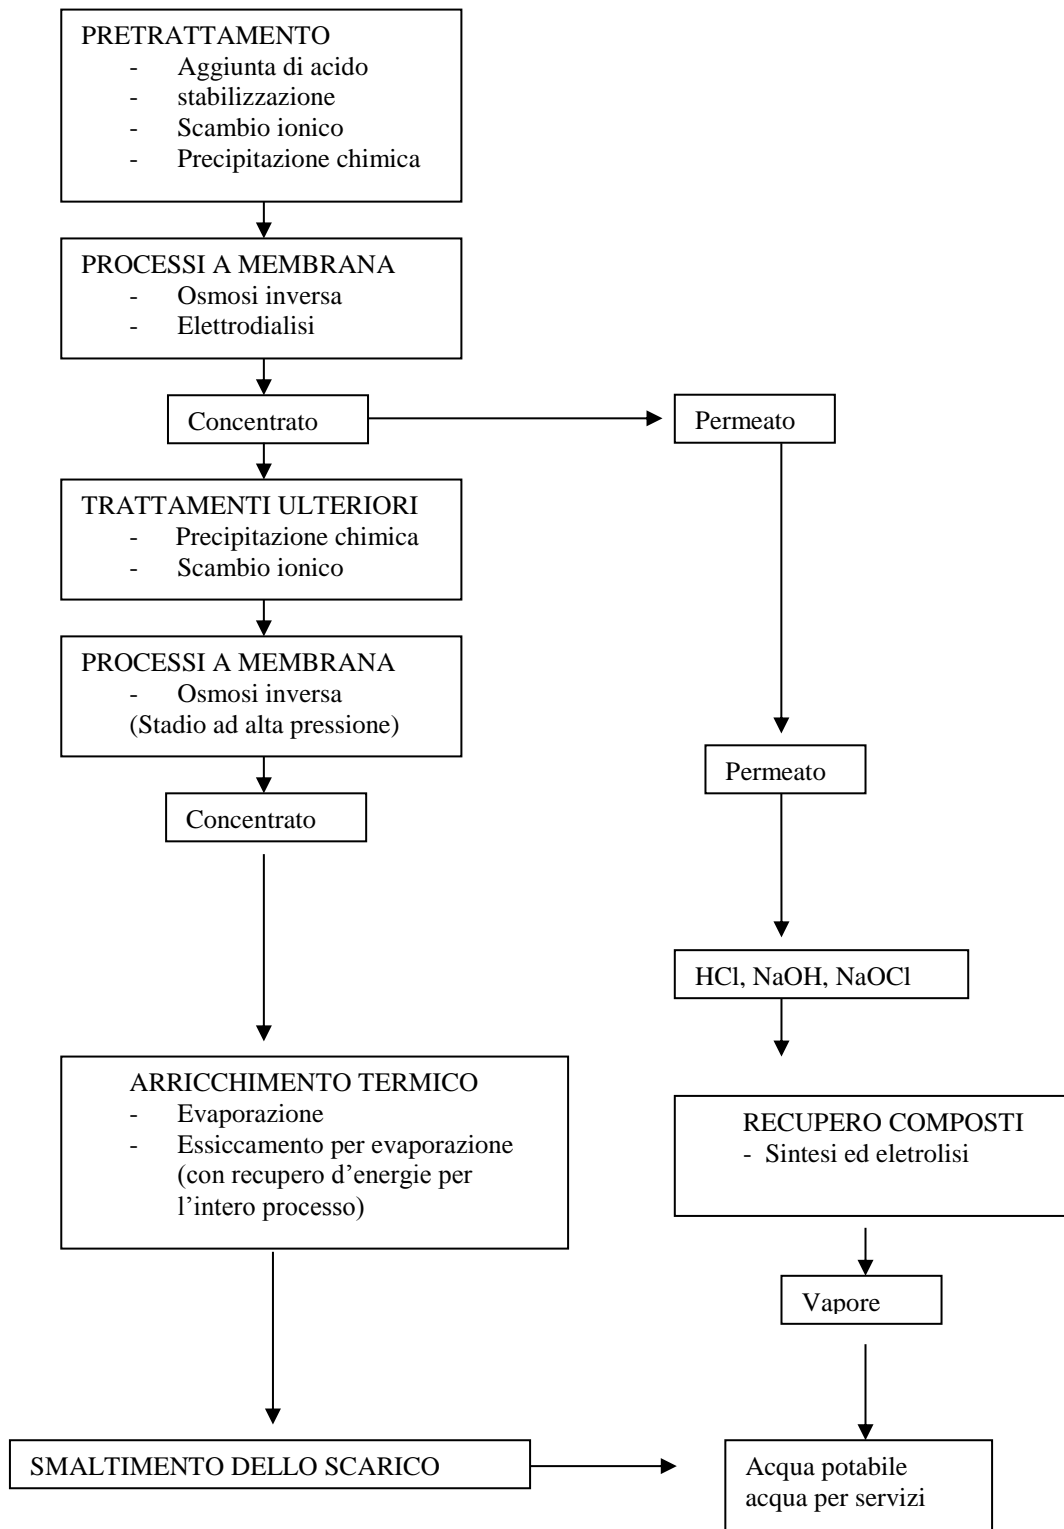 PRETRATTAMENTO
- Aggiunta di acido
- stabilizzazione
- Scambio ionico
- Precipitazione chimica
PROCESSI A MEMBRANA
- Osmosi inversa
- Elettrodialisi
Concentrato
Permeato
TRATTAMENTI ULTERIORI
- Precipitazione chimica
- Scambio ionico
PROCESSI A MEMBRANA
- Osmosi inversa
(Stadio ad alta pressione)
Permeato
Concentrato
HCl, NaOH, NaOCl
ARRICCHIMENTO TERMICO
- Evaporazione
- Essiccamento per evaporazione
(con recupero d’energie per
l’intero processo)
RECUPERO COMPOSTI
- Sintesi ed eletrolisi
Vapore
SMALTIMENTO DELLO SCARICO
Acqua potabile
acqua per servizi